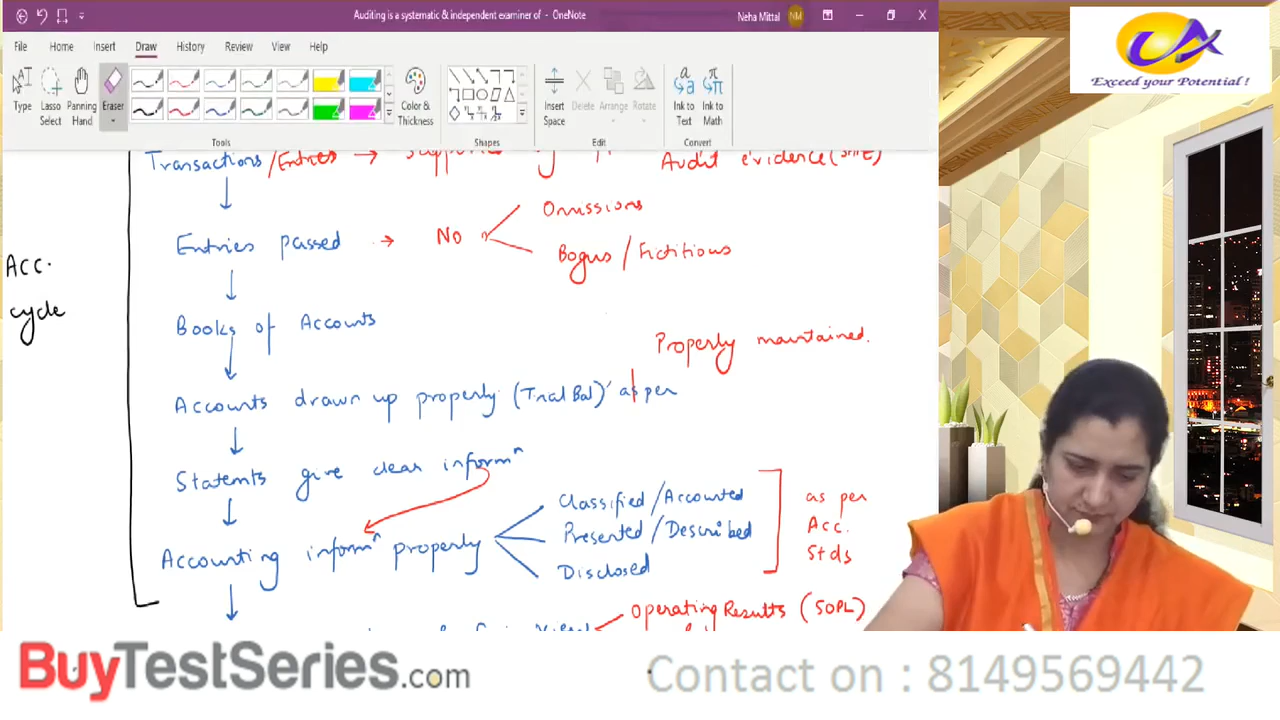 Auditing is a systematic & independent examiner of - OneNote
Neha Mittal NM
File Home Insert Draw History Review View Help
Type Lasso Select Panning Hand Eraser
Color & Thickness
Insert Space Delete Arrange Rotate
Ink to Text Ink to Math
Tools Shapes Edit Convert
Exceed your Potential !
Transactions /Entries →
Audit evidence
Entries passed → No
Omissions
Bogus / Fictitious
Acc. cycle
Books of Accounts
Properly maintained.
Accounts drawn up properly (Trial Bal) as per
Statemts give clear informⁿ
Accounting informⁿ properly
Classified / Accounted
Presented / Described
Disclosed
as per
Acc.
Stds
Operating Results (SOPL)
BuyTestSeries.com
Contact on : 8149569442